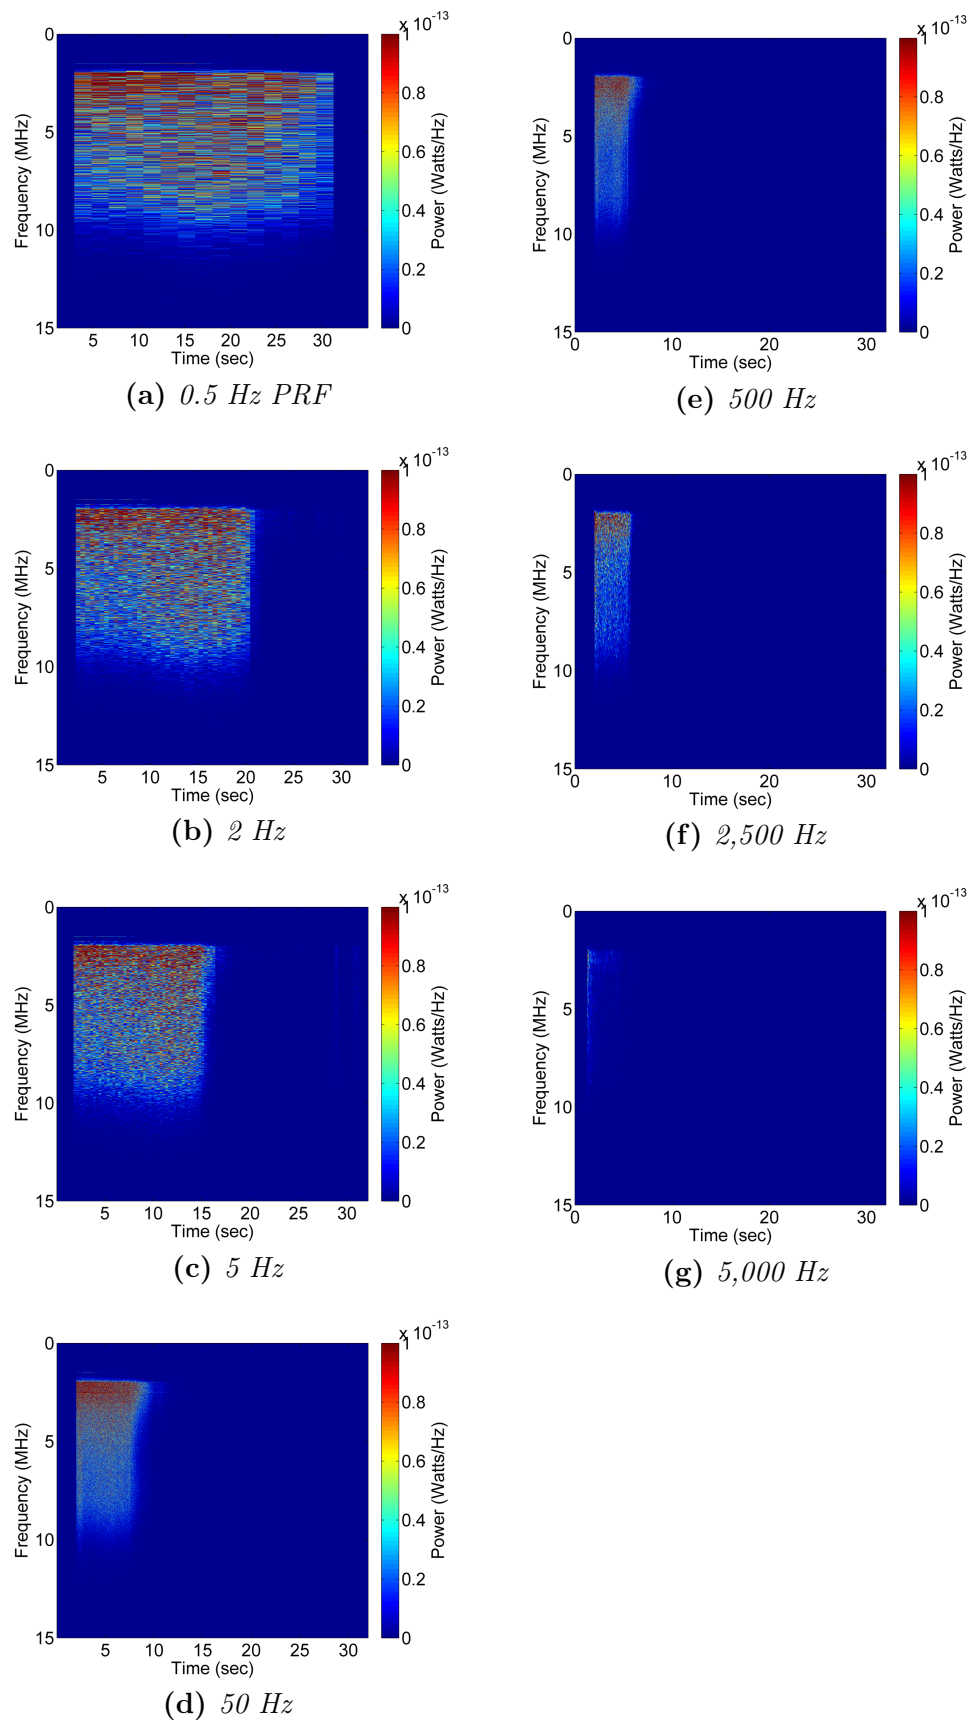 x 10-13
0
5
10
15
Frequency (MHz)
5 10 15 20 25 30
Time (sec)
1
0.8
0.6
0.4
0.2
0
Power (Watts/Hz)
(a) 0.5 Hz PRF
x 10-13
0
5
10
15
Frequency (MHz)
0 10 20 30
Time (sec)
1
0.8
0.6
0.4
0.2
0
Power (Watts/Hz)
(e) 500 Hz
x 10-13
0
5
10
15
Frequency (MHz)
5 10 15 20 25 30
Time (sec)
1
0.8
0.6
0.4
0.2
0
Power (Watts/Hz)
(b) 2 Hz
x 10-13
0
5
10
15
Frequency (MHz)
0 10 20 30
Time (sec)
1
0.8
0.6
0.4
0.2
0
Power (Watts/Hz)
(f) 2,500 Hz
x 10-13
0
5
10
15
Frequency (MHz)
5 10 15 20 25 30
Time (sec)
1
0.8
0.6
0.4
0.2
0
Power (Watts/Hz)
(c) 5 Hz
x 10-13
0
5
10
15
Frequency (MHz)
0 10 20 30
Time (sec)
1
0.8
0.6
0.4
0.2
0
Power (Watts/Hz)
(g) 5,000 Hz
x 10-13
0
5
10
15
Frequency (MHz)
5 10 15 20 25 30
Time (sec)
1
0.8
0.6
0.4
0.2
0
Power (Watts/Hz)
(d) 50 Hz